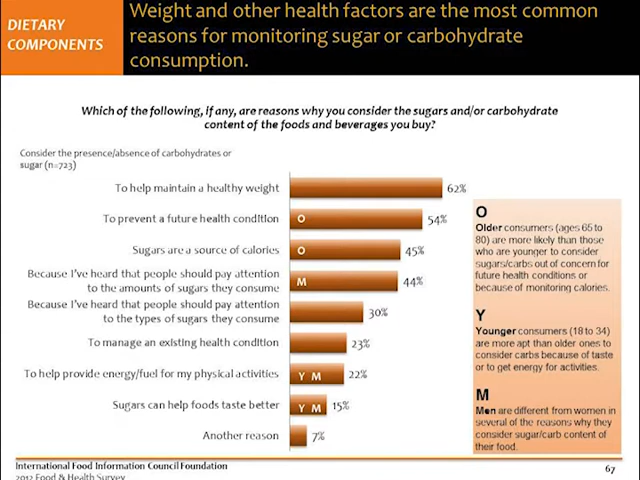 DIETARY
COMPONENTS
Weight and other health factors are the most common
reasons for monitoring sugar or carbohydrate
consumption.
Which of the following, if any, are reasons why you consider the sugars and/or carbohydrate
content of the foods and beverages you buy?
Consider the presence/absence of carbohydrates or
sugar (n=723)
To help maintain a healthy weight 62%
To prevent a future health condition O 54%
Sugars are a source of calories O 45%
Because I've heard that people should pay attention
to the amounts of sugars they consume M 44%
Because I've heard that people should pay attention
to the types of sugars they consume 30%
To manage an existing health condition 23%
To help provide energy/fuel for my physical activities Y M 22%
Sugars can help foods taste better Y M 15%
Another reason 7%
O
Older consumers (ages 65 to
80) are more likely than those
who are younger to consider
sugars/carbs out of concern for
future health conditions or
because of monitoring calories.
Y
Younger consumers (18 to 34)
are more apt than older ones to
consider carbs because of taste
or to get energy for activities.
M
Men are different from women in
several of the reasons why they
consider sugar/carb content of
their food.
International Food Information Council Foundation
2012 Food & Health Survey
67